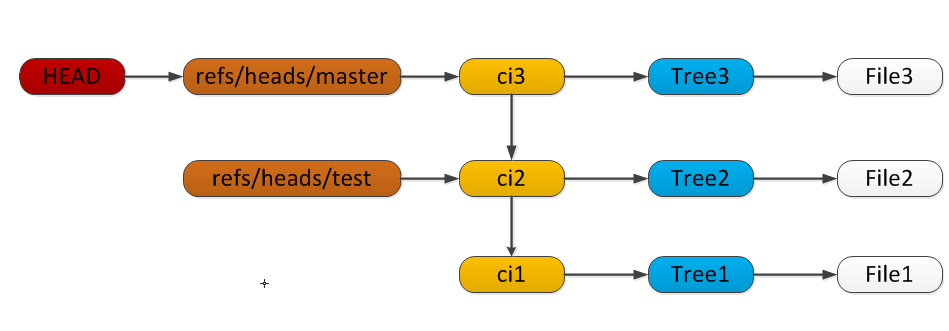 HEAD
refs/heads/master
ci3
Tree3
File3
refs/heads/test
ci2
Tree2
File2
ci1
Tree1
File1